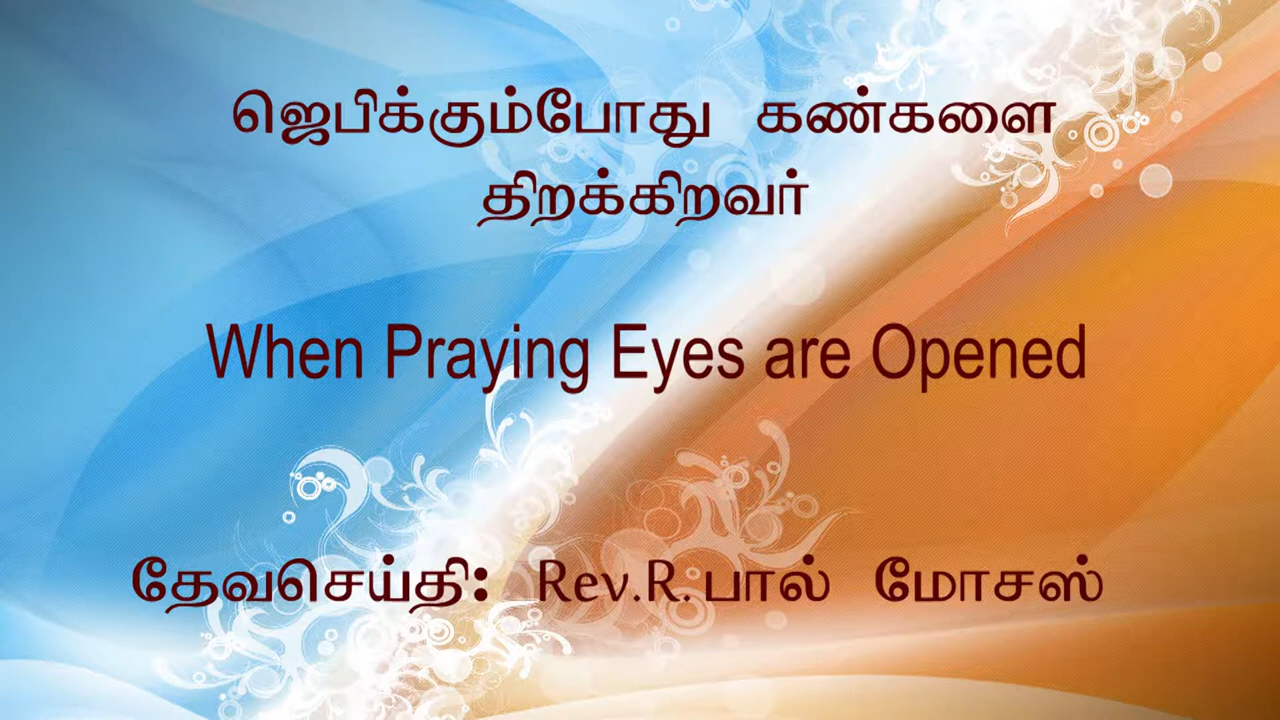 ஜெபிக்கும்போது கண்களை
திறக்கிறவர்
When Praying Eyes are Opened
தேவசெய்தி: Rev.R.பால் மோசஸ்